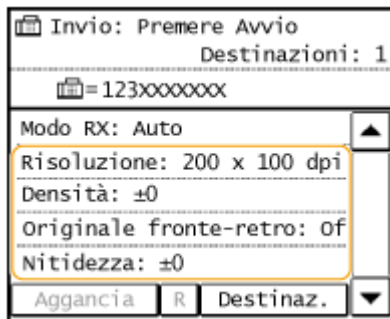 Invio: Premere Avvio
Destinazioni: 1
=123xxxxxxx
Modo RX: Auto
Risoluzione: 200 x 100 dpi
Densità: ±0
Originale fronte-retro: Of
Nitidezza: ±0
Aggancia R Destinaz.